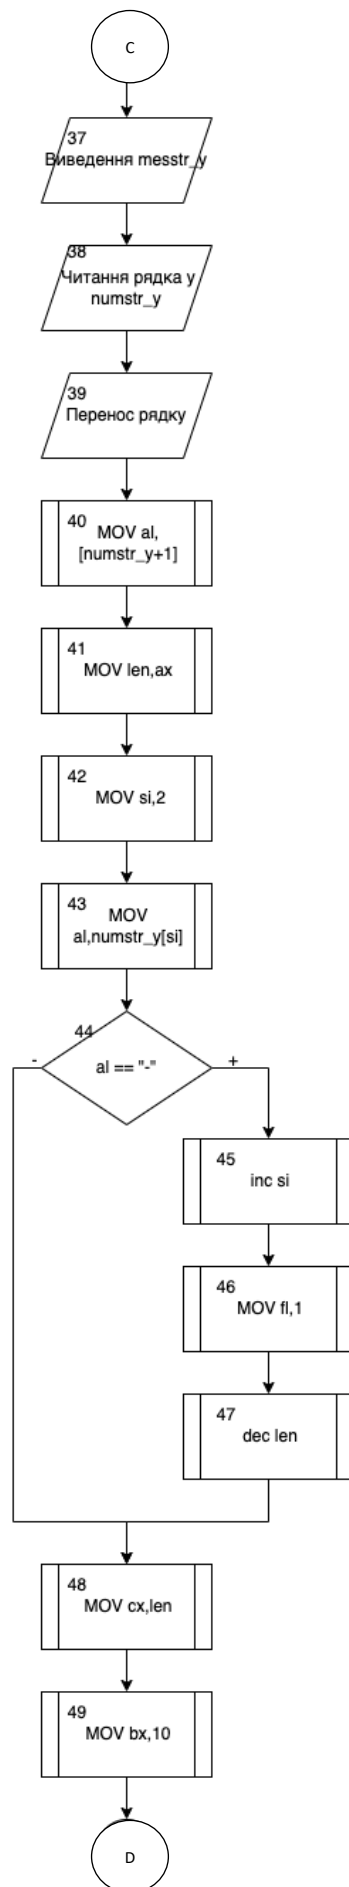 C
37
Виведення messtr_y
38
Читання рядка у
numstr_y
39
Перенос рядку
40
MOV al,
[numstr_y+1]
41
MOV len,ax
42
MOV si,2
43
MOV
al,numstr_y[si]
44
al == "-"
-
+
45
inc si
46
MOV fl,1
47
dec len
48
MOV cx,len
49
MOV bx,10
D